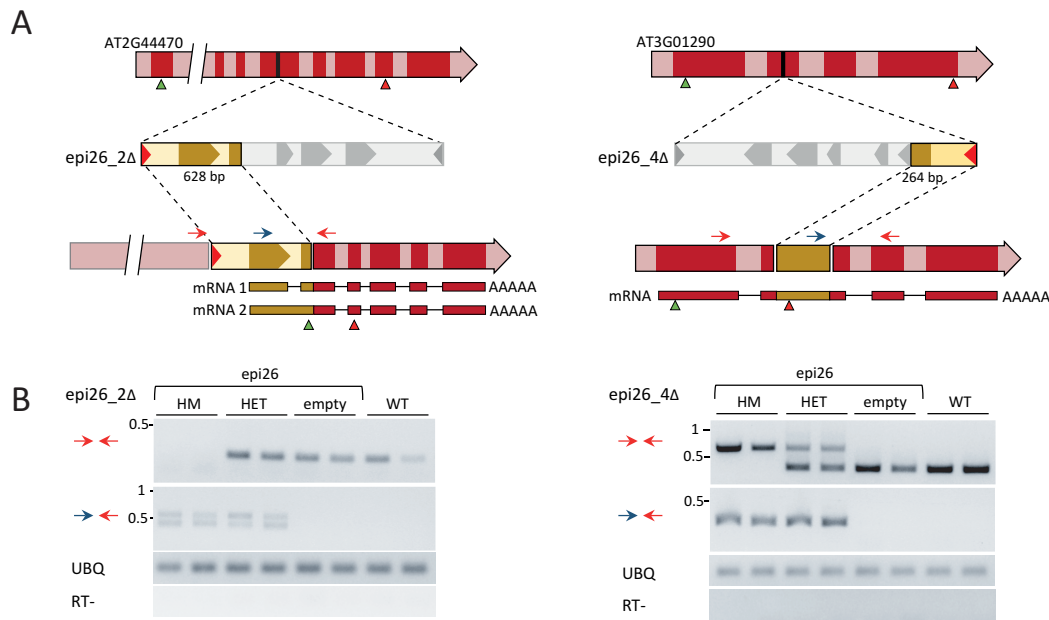 A
AT2G44470
AT3G01290
epi26_2Δ
628 bp
epi26_4Δ
264 bp
mRNA 1
AAAAA
mRNA 2
AAAAA
mRNA
AAAAA
B
epi26_2Δ
epi26
HM HET empty WT
0.5
1
0.5
UBQ
RT-
epi26_4Δ
epi26
HM HET empty WT
1
0.5
0.5
UBQ
RT-